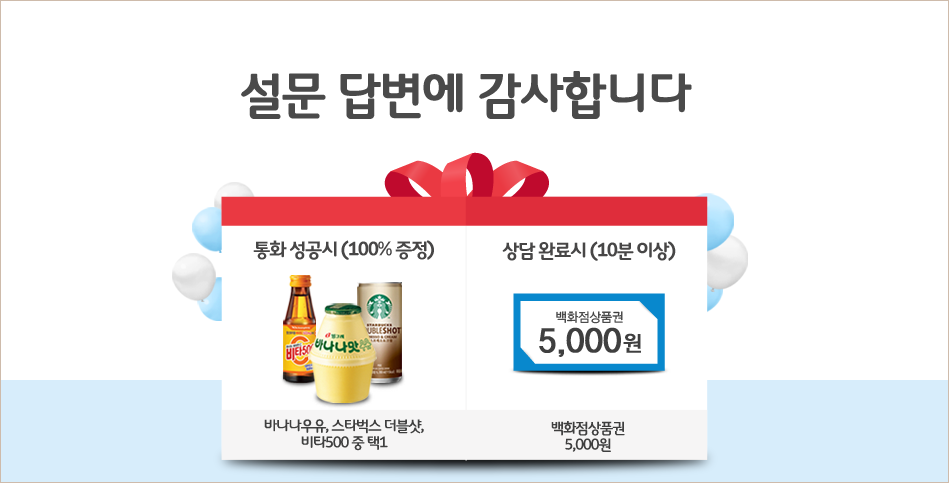 설문 답변에 감사합니다
통화 성공시 (100% 증정)
상담 완료시 (10분 이상)
비타500
빙그레
바나나맛
STARBUCKS
UBLESHOT
백화점상품권
5,000원
바나나우유, 스타벅스 더블샷,
비타500 중 택1
백화점상품권
5,000원